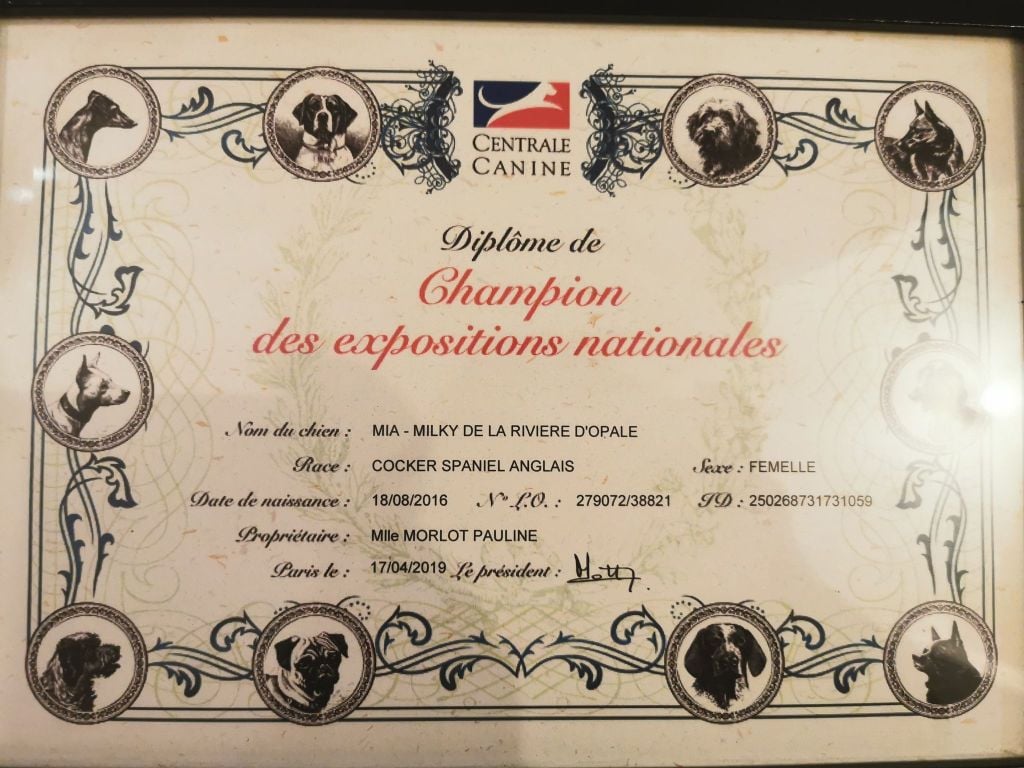 CENTRALE
CANINE
Diplôme de
Champion
des expositions nationales
Nom du chien : MIA - MILKY DE LA RIVIERE D'OPALE
Race : COCKER SPANIEL ANGLAIS Sexe : FEMELLE
Date de naissance : 18/08/2016 N° L.O. : 279072/38821 ID : 250268731731059
Propriétaire : Mlle MORLOT PAULINE
Paris le : 17/04/2019 Le président :